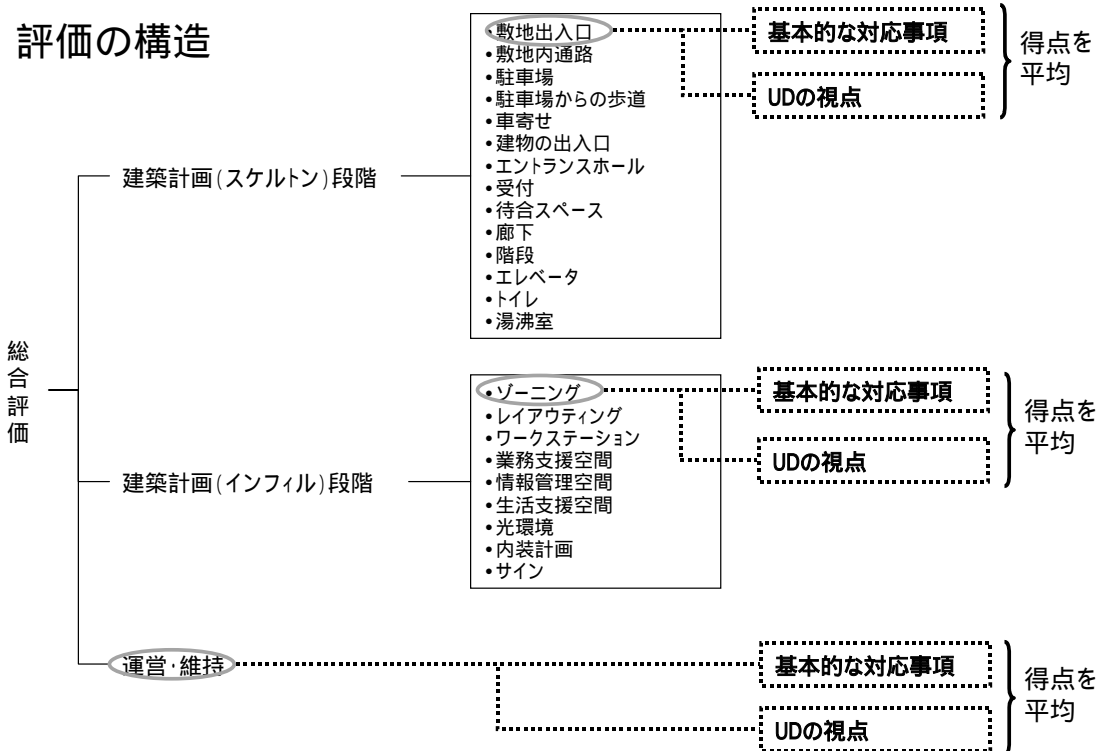 評価の構造
総合評価
建築計画(スケルトン)段階
•敷地出入口
•敷地内通路
•駐車場
•駐車場からの歩道
•車寄せ
•建物の出入口
•エントランスホール
•受付
•待合スペース
•廊下
•階段
•エレベータ
•トイレ
•湯沸室
基本的な対応事項
UDの視点
得点を
平均
建築計画(インフィル)段階
•ゾーニング
•レイアウティング
•ワークステーション
•業務支援空間
•情報管理空間
•生活支援空間
•光環境
•内装計画
•サイン
基本的な対応事項
UDの視点
得点を
平均
運営・維持
基本的な対応事項
UDの視点
得点を
平均